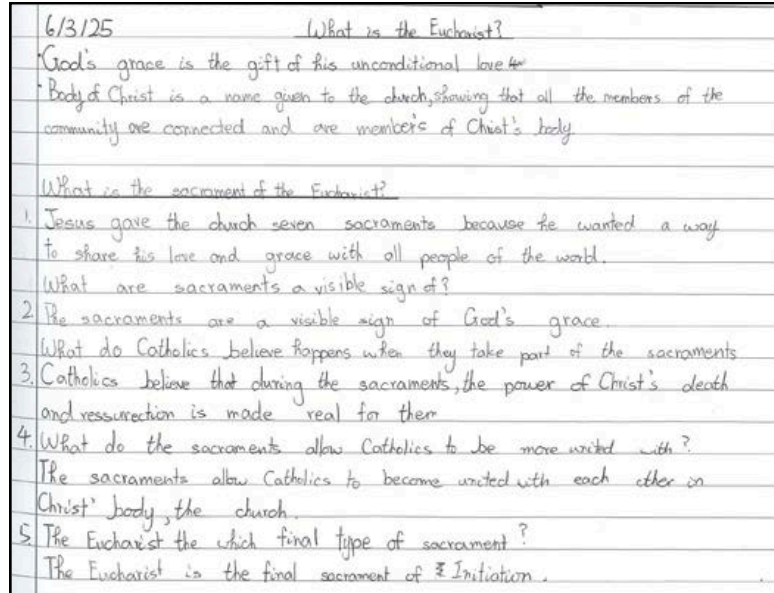 6/3/25 What is the Eucharist?
·God's grace is the gift of his unconditional love
·Body of Christ is a name given to the church, showing that all the members of the
community are connected and are member's of Christ's body
What is the sacrament of the Eucharist?
1. Jesus gave the church seven sacraments because he wanted a way
to share his love and grace with all people of the world.
What are sacraments a visible sign of?
2 The sacraments are a visible sign of God's grace.
What do Catholics believe happens when they take part of the sacraments
3. Catholics believe that during the sacraments, the power of Christ's death
and ressurection is made real for them
4. What do the sacraments allow Catholics to be more united with?
The sacraments allow Catholics to become united with each other in
Christ' body, the church.
5. The Eucharist the which final type of sacrament?
The Eucharist is the final sacrament of Initiation.